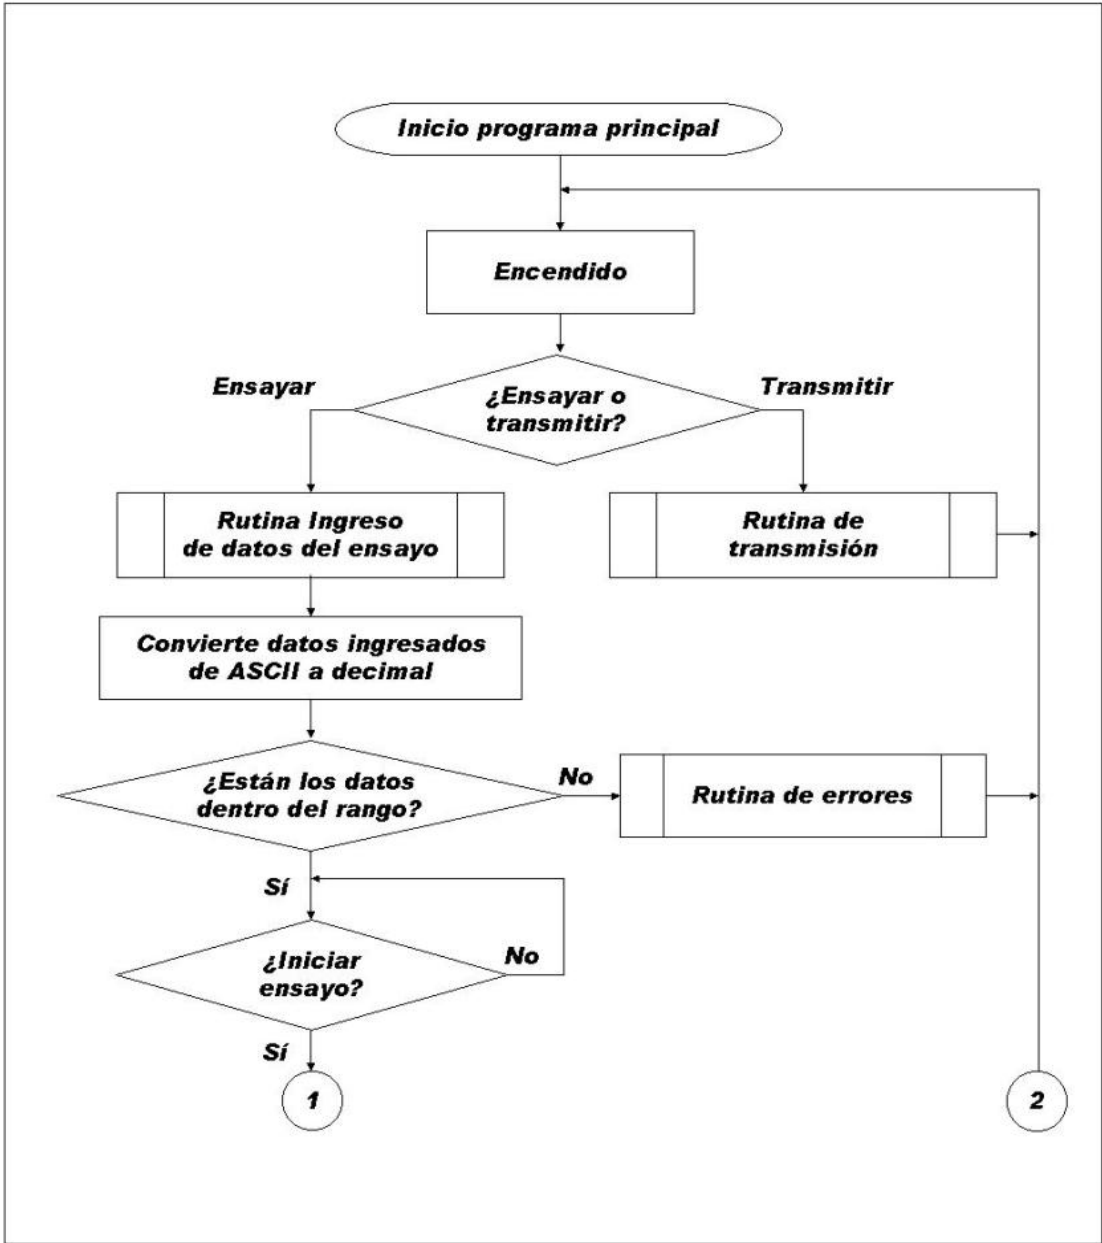 Inicio programa principal
Encendido
Ensayar
¿Ensayar o
transmitir?
Transmitir
Rutina Ingreso
de datos del ensayo
Rutina de
transmisión
Convierte datos ingresados
de ASCII a decimal
¿Están los datos
dentro del rango?
No
Rutina de errores
Sí
¿Iniciar
ensayo?
No
Sí
1
2